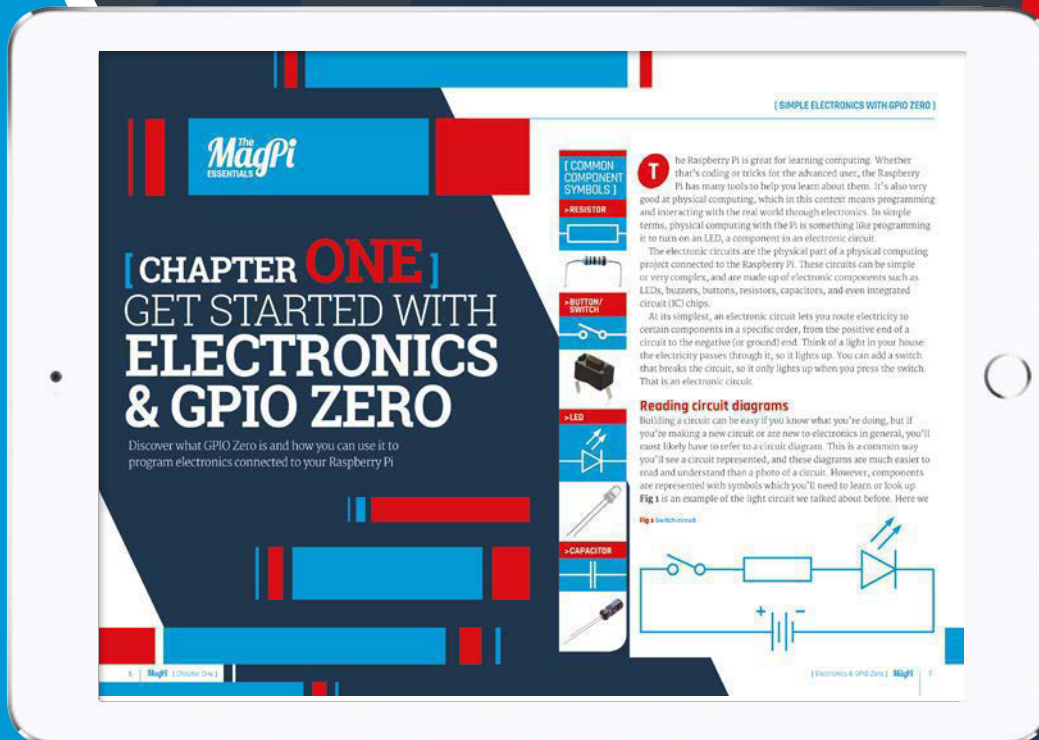 The
MagPi
ESSENTIALS
[ CHAPTER ONE ]
GET STARTED WITH
ELECTRONICS
& GPIO ZERO
Discover what GPIO Zero is and how you can use it to
program electronics connected to your Raspberry Pi
6 | MagPi [ Chapter One ]
[ SIMPLE ELECTRONICS WITH GPIO ZERO ]
[ COMMON
COMPONENT
SYMBOLS ]
>RESISTOR
>BUTTON/
SWITCH
>LED
>CAPACITOR
The Raspberry Pi is great for learning computing. Whether
that's coding or tricks for the advanced user, the Raspberry
Pi has many tools to help you learn about them. It's also very
good at physical computing, which in this context means programming
and interacting with the real world through electronics. In simple
terms, physical computing with the Pi is something like programming
it to turn on an LED, a component in an electronic circuit.
The electronic circuits are the physical part of a physical computing
project connected to the Raspberry Pi. These circuits can be simple
or very complex, and are made up of electronic components such as
LEDs, buzzers, buttons, resistors, capacitors, and even integrated
circuit (IC) chips.
At its simplest, an electronic circuit lets you route electricity to
certain components in a specific order, from the positive end of a
circuit to the negative (or ground) end. Think of a light in your house:
the electricity passes through it, so it lights up. You can add a switch
that breaks the circuit, so it only lights up when you press the switch.
That is an electronic circuit.
Reading circuit diagrams
Building a circuit can be easy if you know what you're doing, but if
you're making a new circuit or are new to electronics in general, you'll
most likely have to refer to a circuit diagram. This is a common way
you'll see a circuit represented, and these diagrams are much easier to
read and understand than a photo of a circuit. However, components
are represented with symbols which you'll need to learn or look up.
Fig 1 is an example of the light circuit we talked about before. Here we
Fig 1 Switch circuit
+ −
[ Electronics & GPIO Zero ] MagPi | 7